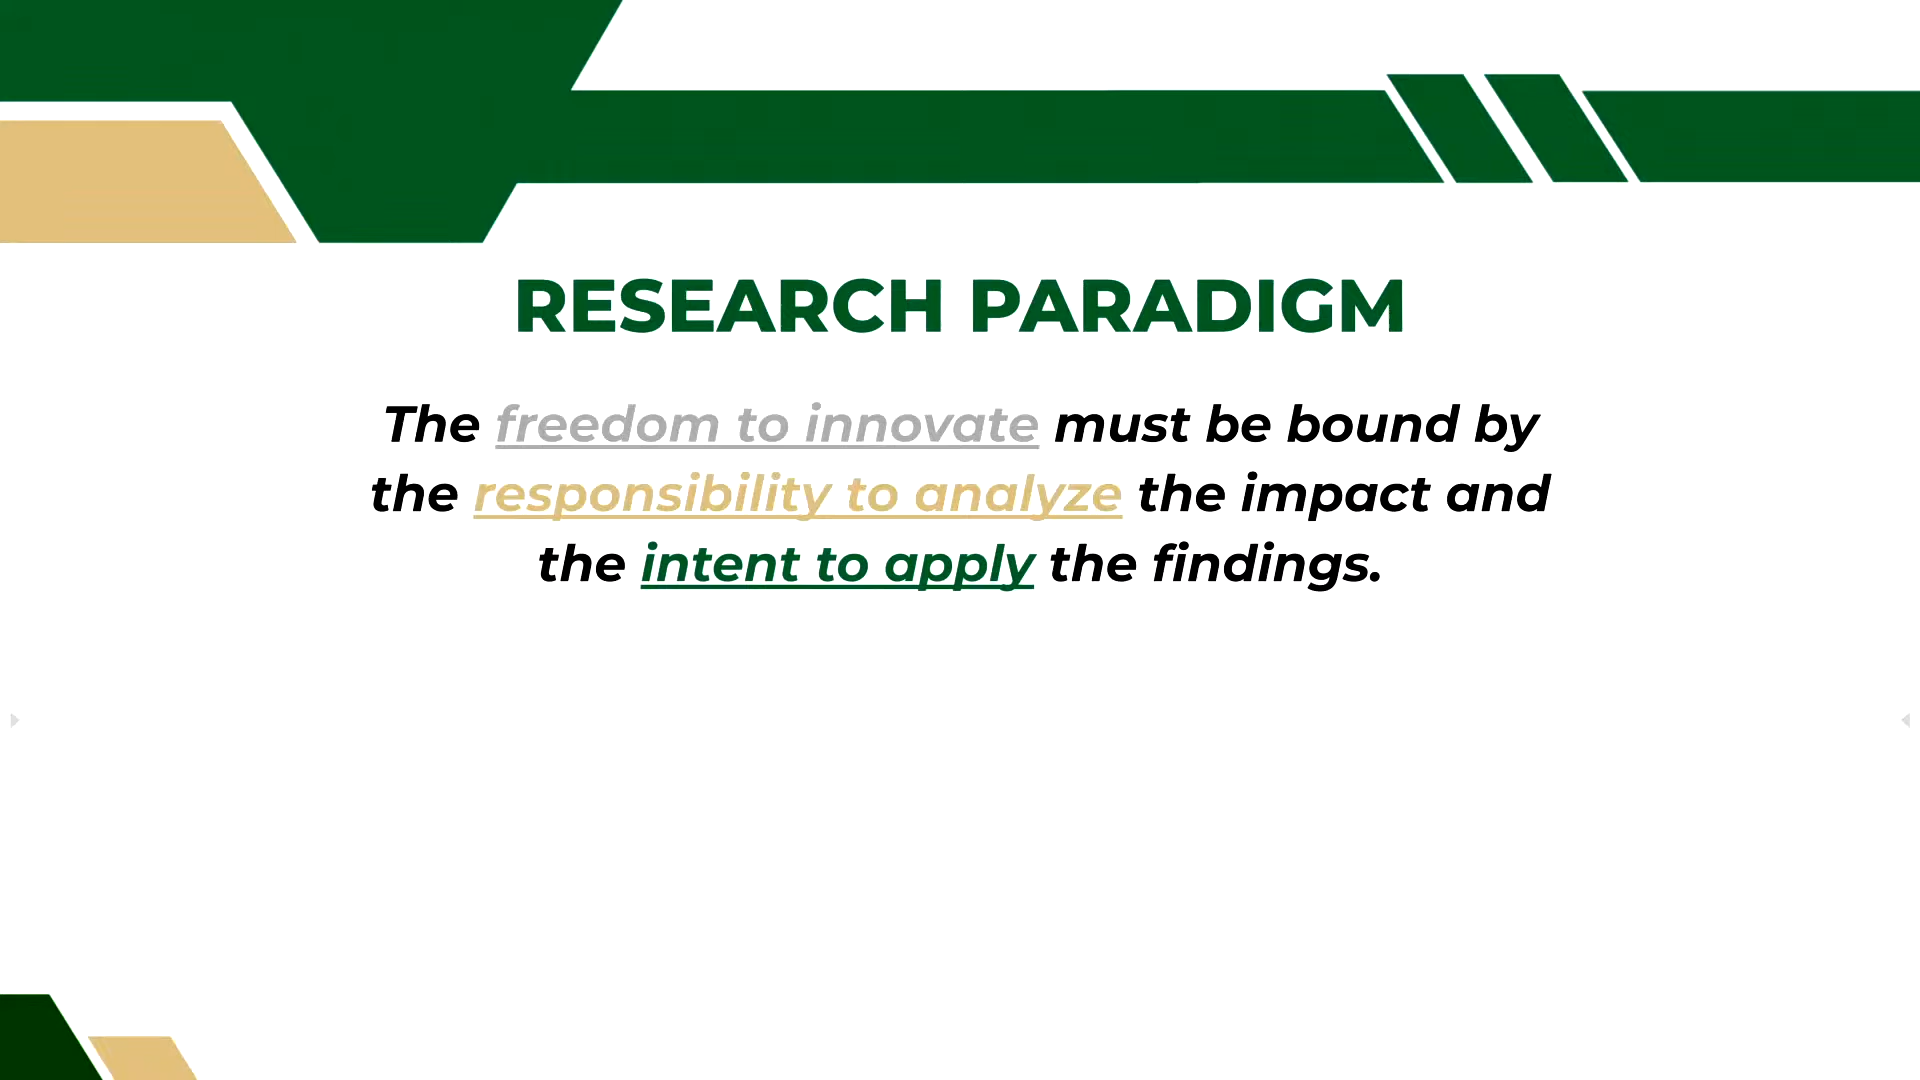 RESEARCH PARADIGM
The freedom to innovate must be bound by
the responsibility to analyze the impact and
the intent to apply the findings.